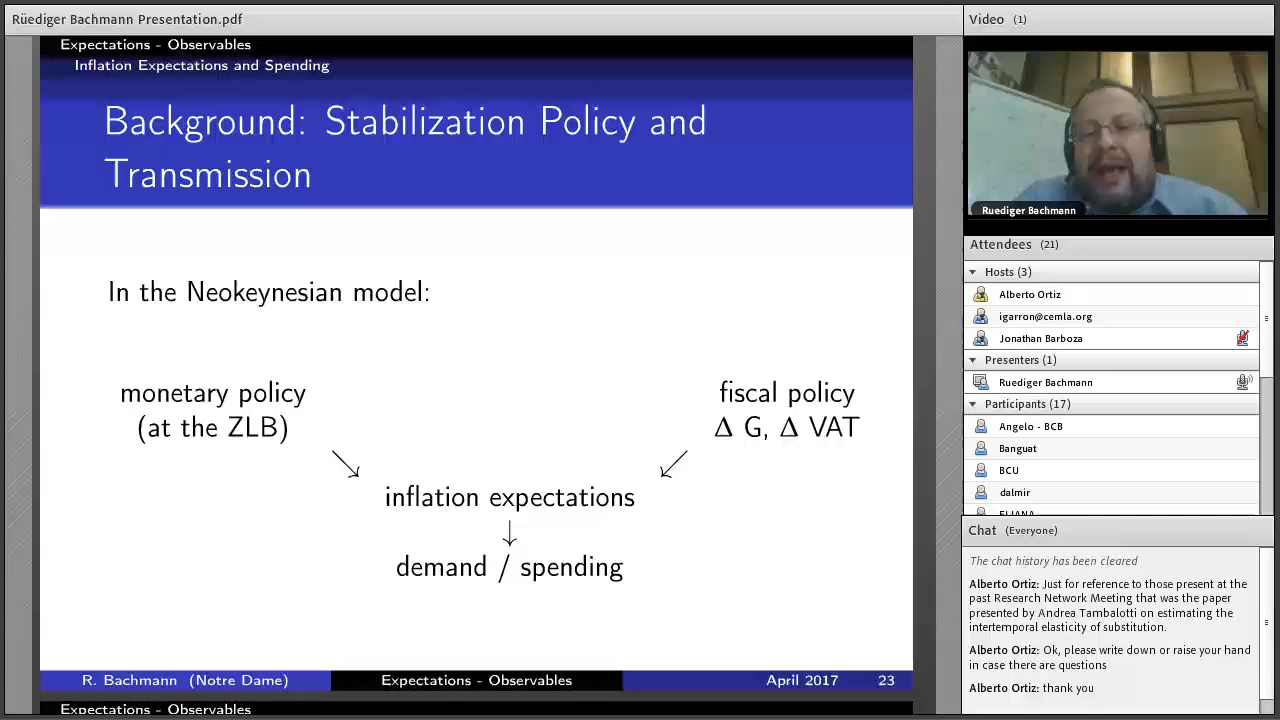 Rüediger Bachmann Presentation.pdf
Expectations - Observables
Inflation Expectations and Spending
Background: Stabilization Policy and
Transmission
In the Neokeynesian model:
monetary policy
(at the ZLB)
fiscal policy
Δ G, Δ VAT
↘
↙
inflation expectations
↓
demand / spending
R. Bachmann (Notre Dame)
Expectations - Observables
April 2017
23
Expectations - Observables
Video (1)
Ruediger Bachmann
Attendees (21)
Hosts (3)
Alberto Ortiz
igarron@cemla.org
Jonathan Barboza
Presenters (1)
Ruediger Bachmann
Participants (17)
Angelo - BCB
Banguat
BCU
dalmir
Chat (Everyone)
The chat history has been cleared
Alberto Ortiz: Just for reference to those present at the
past Research Network Meeting that was the paper
presented by Andrea Tambalotti on estimating the
intertemporal elasticity of substitution.
Alberto Ortiz: Ok, please write down or raise your hand
in case there are questions
Alberto Ortiz: thank you